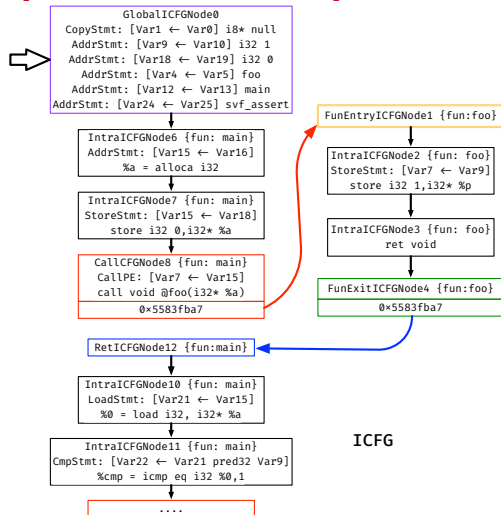 GlobalICFGNode0
CopyStmt: [Var1 ← Var0] i8* null
AddrStmt: [Var9 ← Var10] i32 1
AddrStmt: [Var18 ← Var19] i32 0
AddrStmt: [Var4 ← Var5] foo
AddrStmt: [Var12 ← Var13] main
AddrStmt: [Var24 ← Var25] svf_assert
IntraICFGNode6 {fun: main}
AddrStmt: [Var15 ← Var16]
%a = alloca i32
IntraICFGNode7 {fun: main}
StoreStmt: [Var15 ← Var18]
store i32 0,i32* %a
CallCFGNode8 {fun: main}
CallPE: [Var7 ← Var15]
call void @foo(i32* %a)
0×5583fba7
FunEntryICFGNode1 {fun:foo}
IntraICFGNode2 {fun: foo}
StoreStmt: [Var7 ← Var9]
store i32 1,i32* %p
IntraICFGNode3 {fun: foo}
ret void
FunExitICFGNode4 {fun:foo}
0×5583fba7
RetICFGNode12 {fun:main}
IntraICFGNode10 {fun: main}
LoadStmt: [Var21 ← Var15]
%0 = load i32, i32* %a
IntraICFGNode11 {fun: main}
CmpStmt: [Var22 ← Var21 pred32 Var9]
%cmp = icmp eq i32 %0,1
....
ICFG